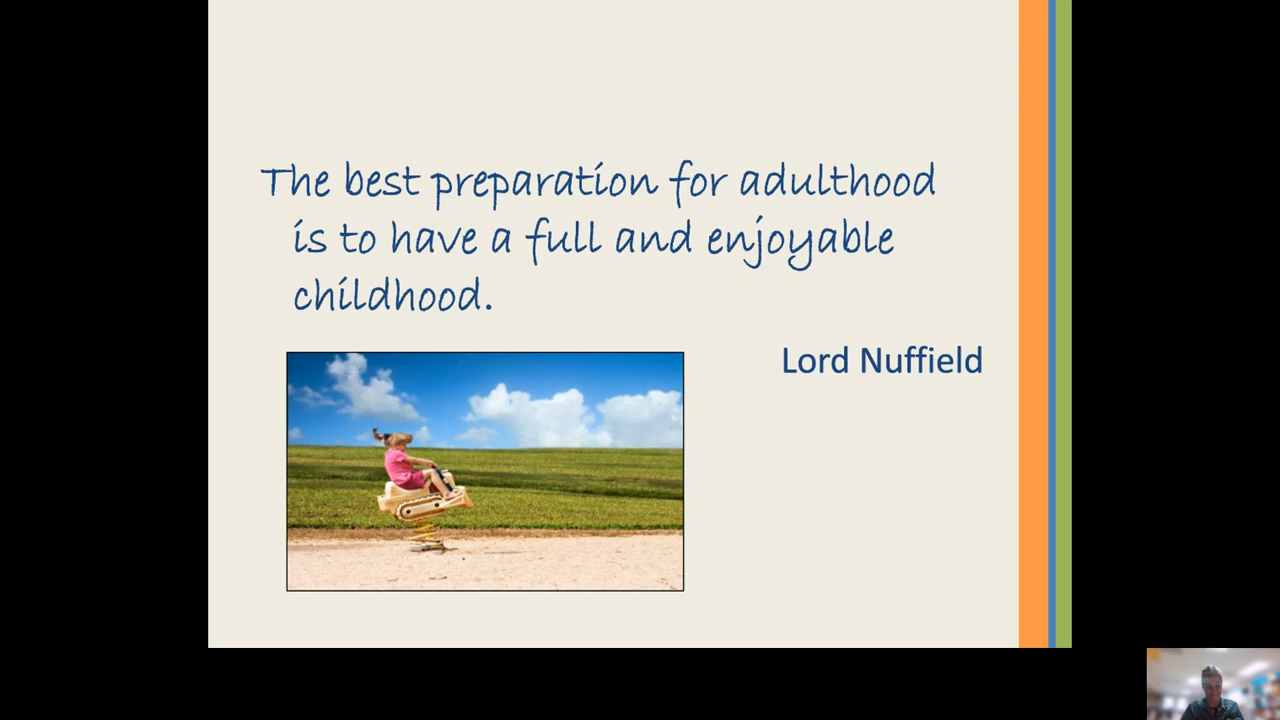 The best preparation for adulthood
is to have a full and enjoyable
childhood.
Lord Nuffield